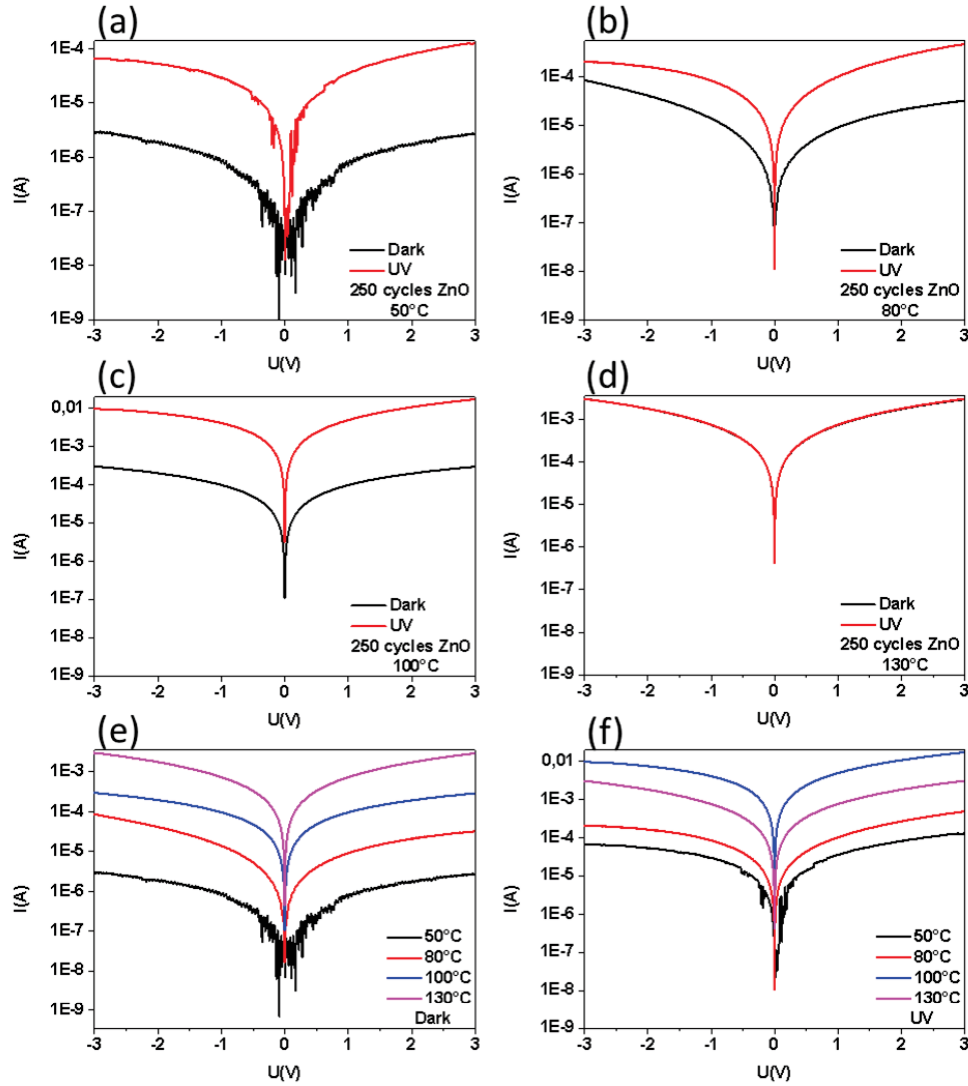 (a)
1E-4
1E-5
1E-6
1E-7
1E-8
1E-9
I(A)
-3 -2 -1 0 1 2 3
U(V)
Dark
UV
250 cycles ZnO
50°C
(b)
1E-4
1E-5
1E-6
1E-7
1E-8
1E-9
I(A)
-3 -2 -1 0 1 2 3
U(V)
Dark
UV
250 cycles ZnO
80°C
(c)
0,01
1E-3
1E-4
1E-5
1E-6
1E-7
1E-8
1E-9
I(A)
-3 -2 -1 0 1 2 3
U(V)
Dark
UV
250 cycles ZnO
100°C
(d)
1E-3
1E-4
1E-5
1E-6
1E-7
1E-8
1E-9
I(A)
-3 -2 -1 0 1 2 3
U(V)
Dark
UV
250 cycles ZnO
130°C
(e)
1E-3
1E-4
1E-5
1E-6
1E-7
1E-8
1E-9
I(A)
-3 -2 -1 0 1 2 3
U(V)
50°C
80°C
100°C
130°C
Dark
(f)
0,01
1E-3
1E-4
1E-5
1E-6
1E-7
1E-8
1E-9
I(A)
-3 -2 -1 0 1 2 3
U(V)
50°C
80°C
100°C
130°C
UV